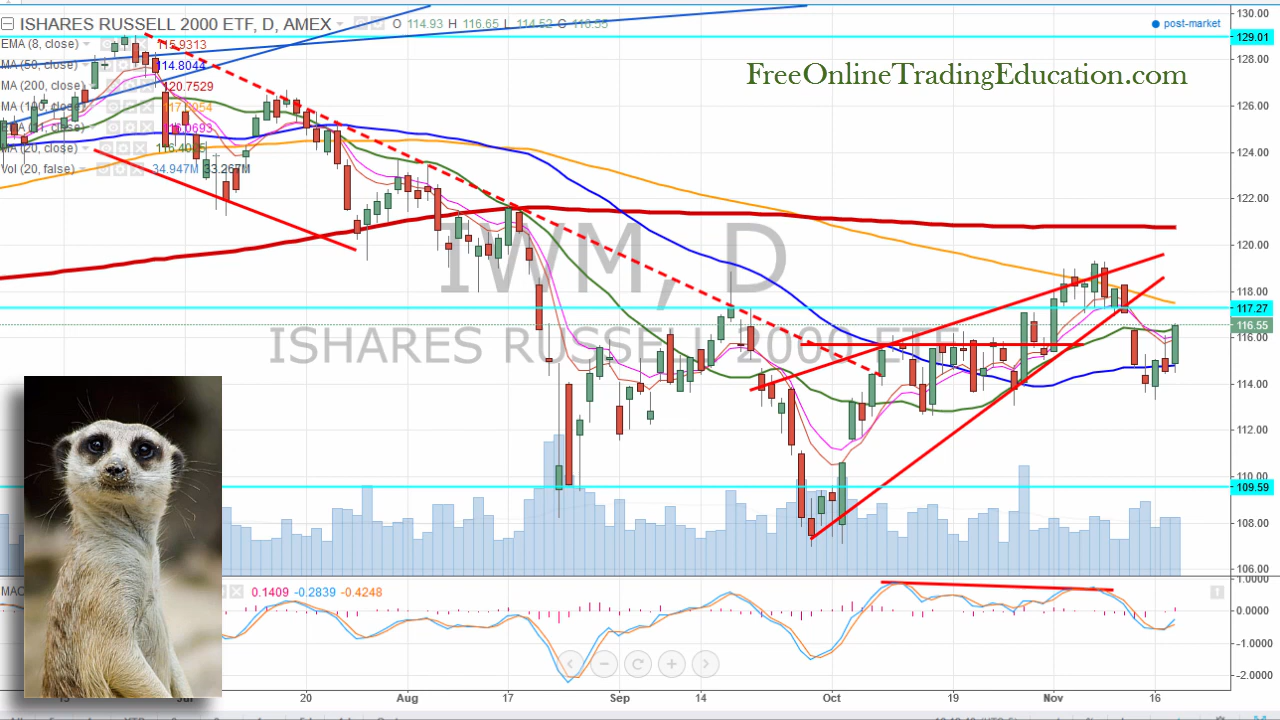 ISHARES RUSSELL 2000 ETF, D, AMEX O 114.93 H 116.65 L 114.52 C 116.55
post-market
EMA (8, close) 115.9313
MA (50, close) 114.8044
MA (200, close) 120.7529
MA (100, close)
close)
MA (20, close)
Vol (20, false) 34.947M 33.267M
FreeOnlineTradingEducation.com
IWM, D
ISHARES RUSSELL 2000 ETF
130.00
129.01
128.00
126.00
124.00
122.00
120.00
118.00
117.27
116.55
116.00
114.00
112.00
110.00
109.59
108.00
106.00
0.1409 -0.2839 -0.4248
1.0000
0.0000
-1.0000
-2.0000
20 Aug 17 Sep 14 Oct 19 Nov 16